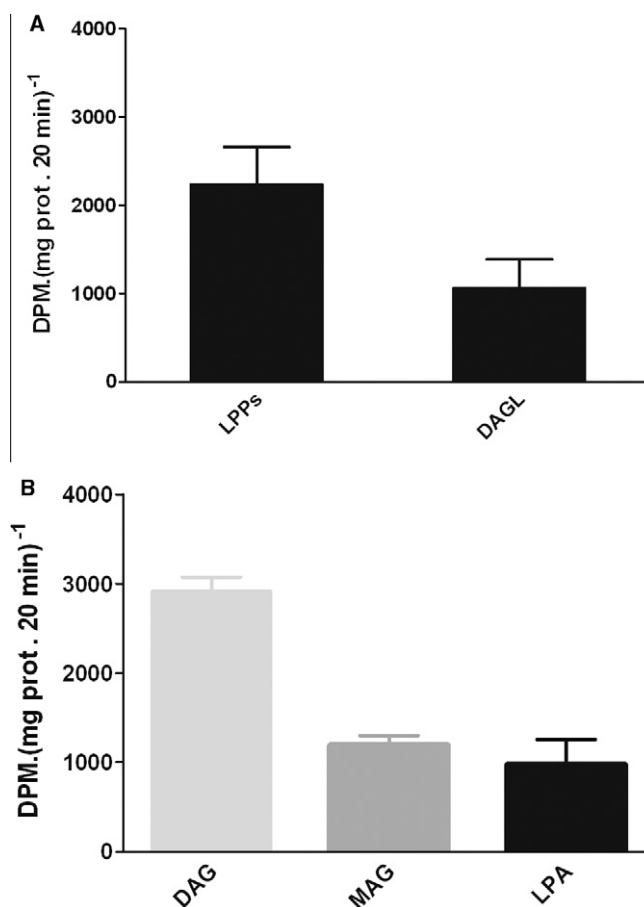 A
4000
3000
2000
1000
0
DPM.(mg prot . 20 min)⁻¹
LPPs
DAGL
B
4000
3000
2000
1000
0
DPM.(mg prot . 20 min)⁻¹
DAG
MAG
LPA